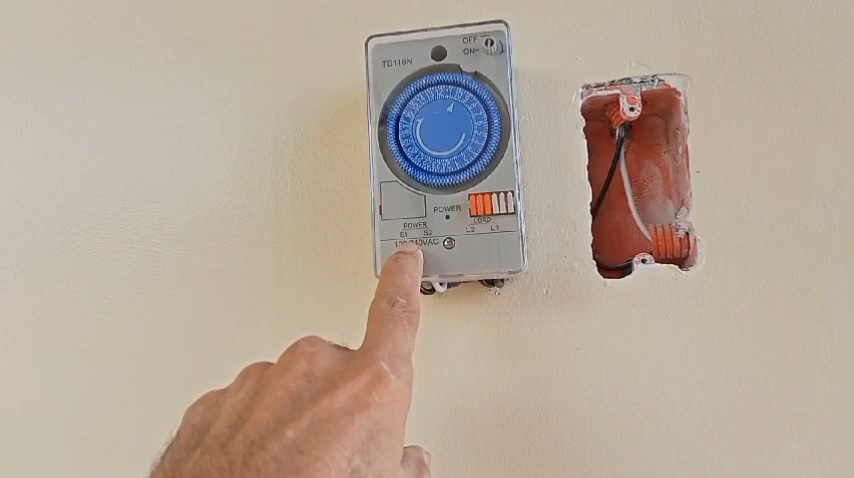 OFF
ON
TB118N
POWER
LOAD
POWER
S1 S2 L2 L1
100-240VAC